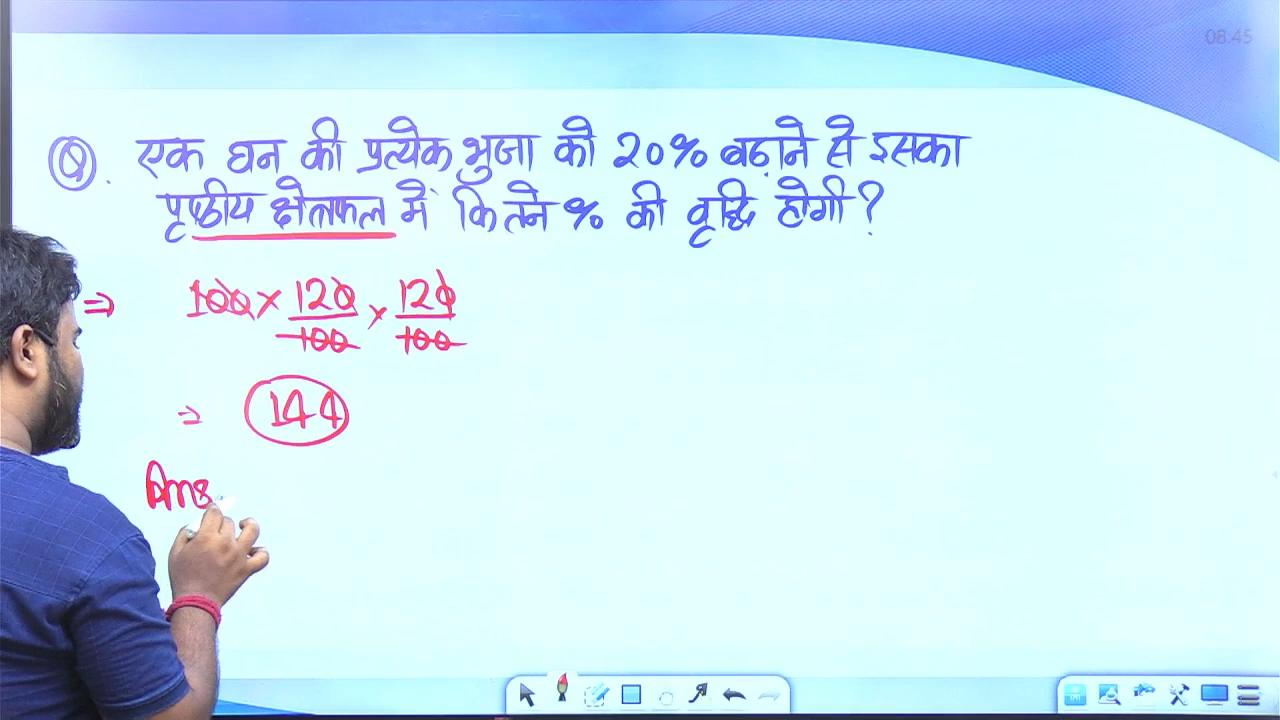 08:45
Q. एक घन की प्रत्येक भुजा को 20% बढ़ाने से इसका
पृष्ठीय क्षेत्रफल में कितने % की वृद्धि होगी?
⇒ 100 × 120/100 × 120/100
⇒ 144
Ans